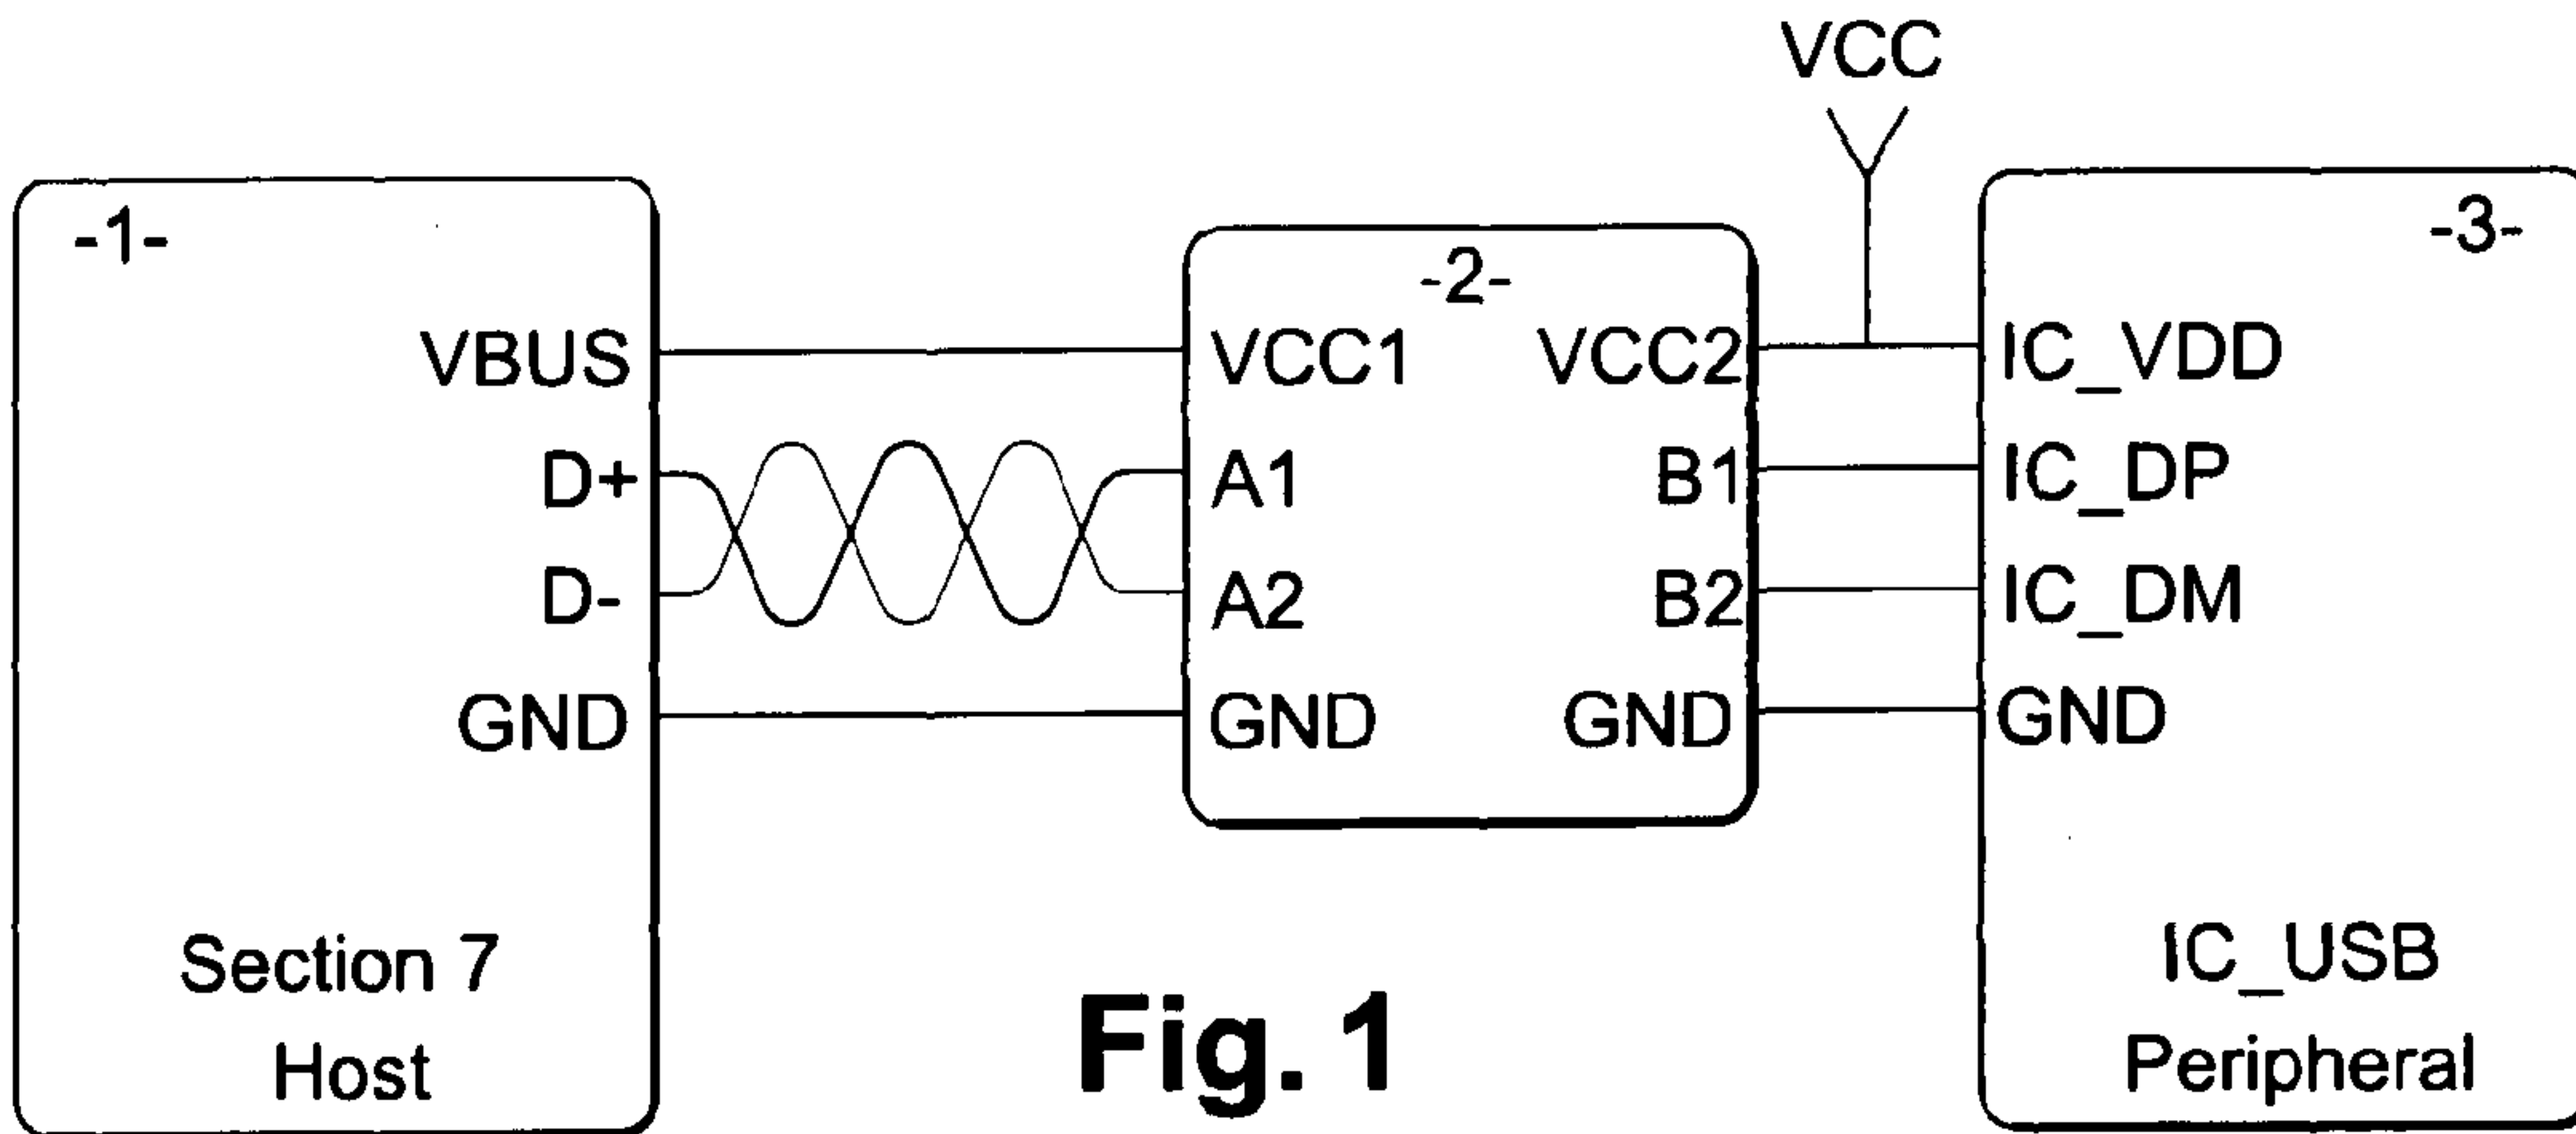 VCC
-1-
-2-
-3-
VBUS
VCC1
VCC2
IC_VDD
D+
A1
B1
IC_DP
D-
A2
B2
IC_DM
GND
GND
GND
GND
Section 7
Host
IC_USB
Peripheral
Fig. 1